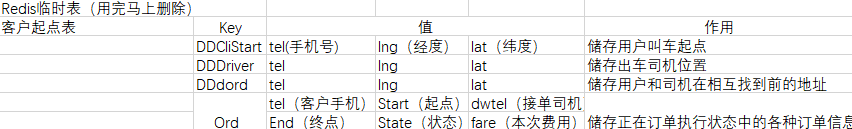 Redis临时表（用完马上删除）
客户起点表 Key 值 作用
DDCliStart tel(手机号) lng（经度） lat（纬度） 储存用户叫车起点
DDDriver tel lng lat 储存出车司机位置
DDdord tel lng lat 储存用户和司机在相互找到前的地址
tel（客户手机） Start（起点） dwtel（接单司机
Ord End（终点） State（状态） fare（本次费用） 储存正在订单执行状态中的各种订单信息